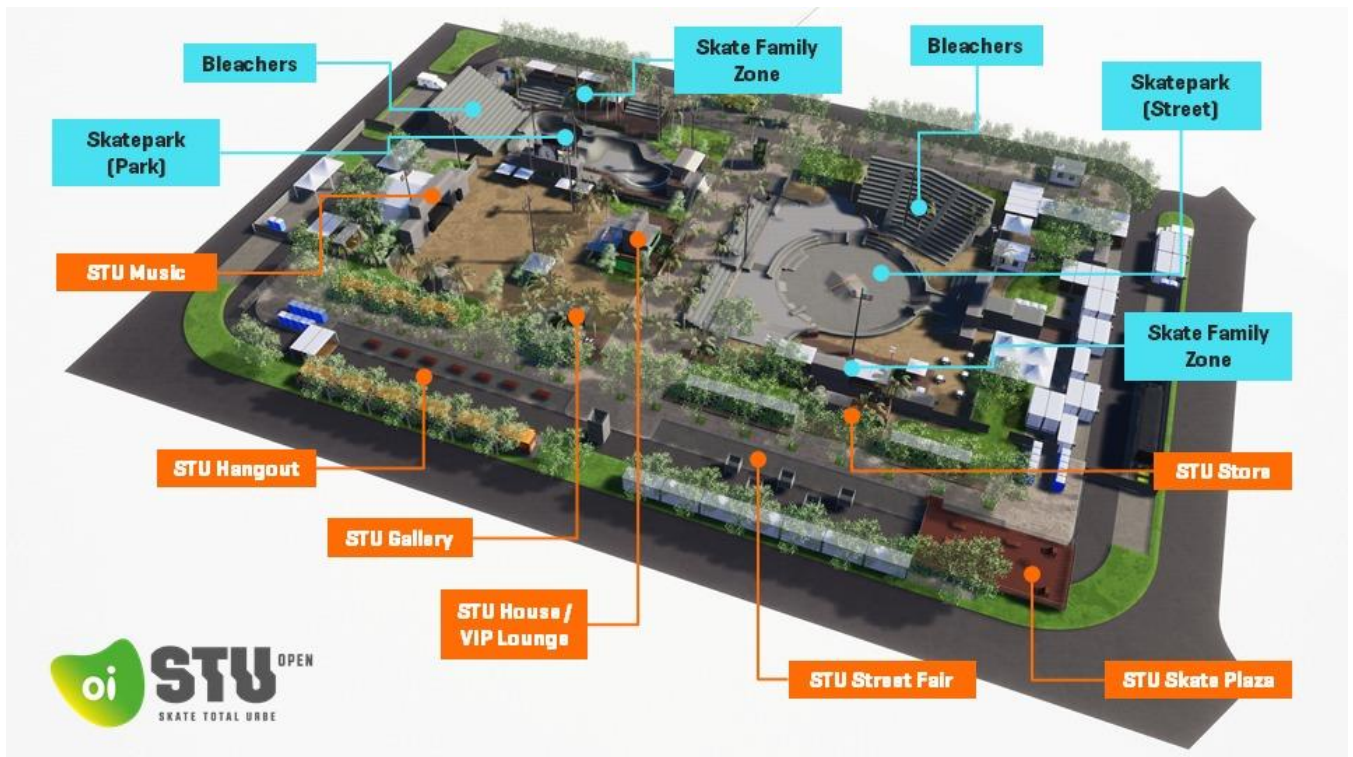 Bleachers
Skate Family
Zone
Bleachers
Skatepark
(Street)
Skatepark
(Park)
STU Music
Skate Family
Zone
STU Hangout
STU Store
STU Gallery
STU House /
VIP Lounge
STU Street Fair
STU Skate Plaza
oi
STU OPEN
SKATE TOTAL URBE